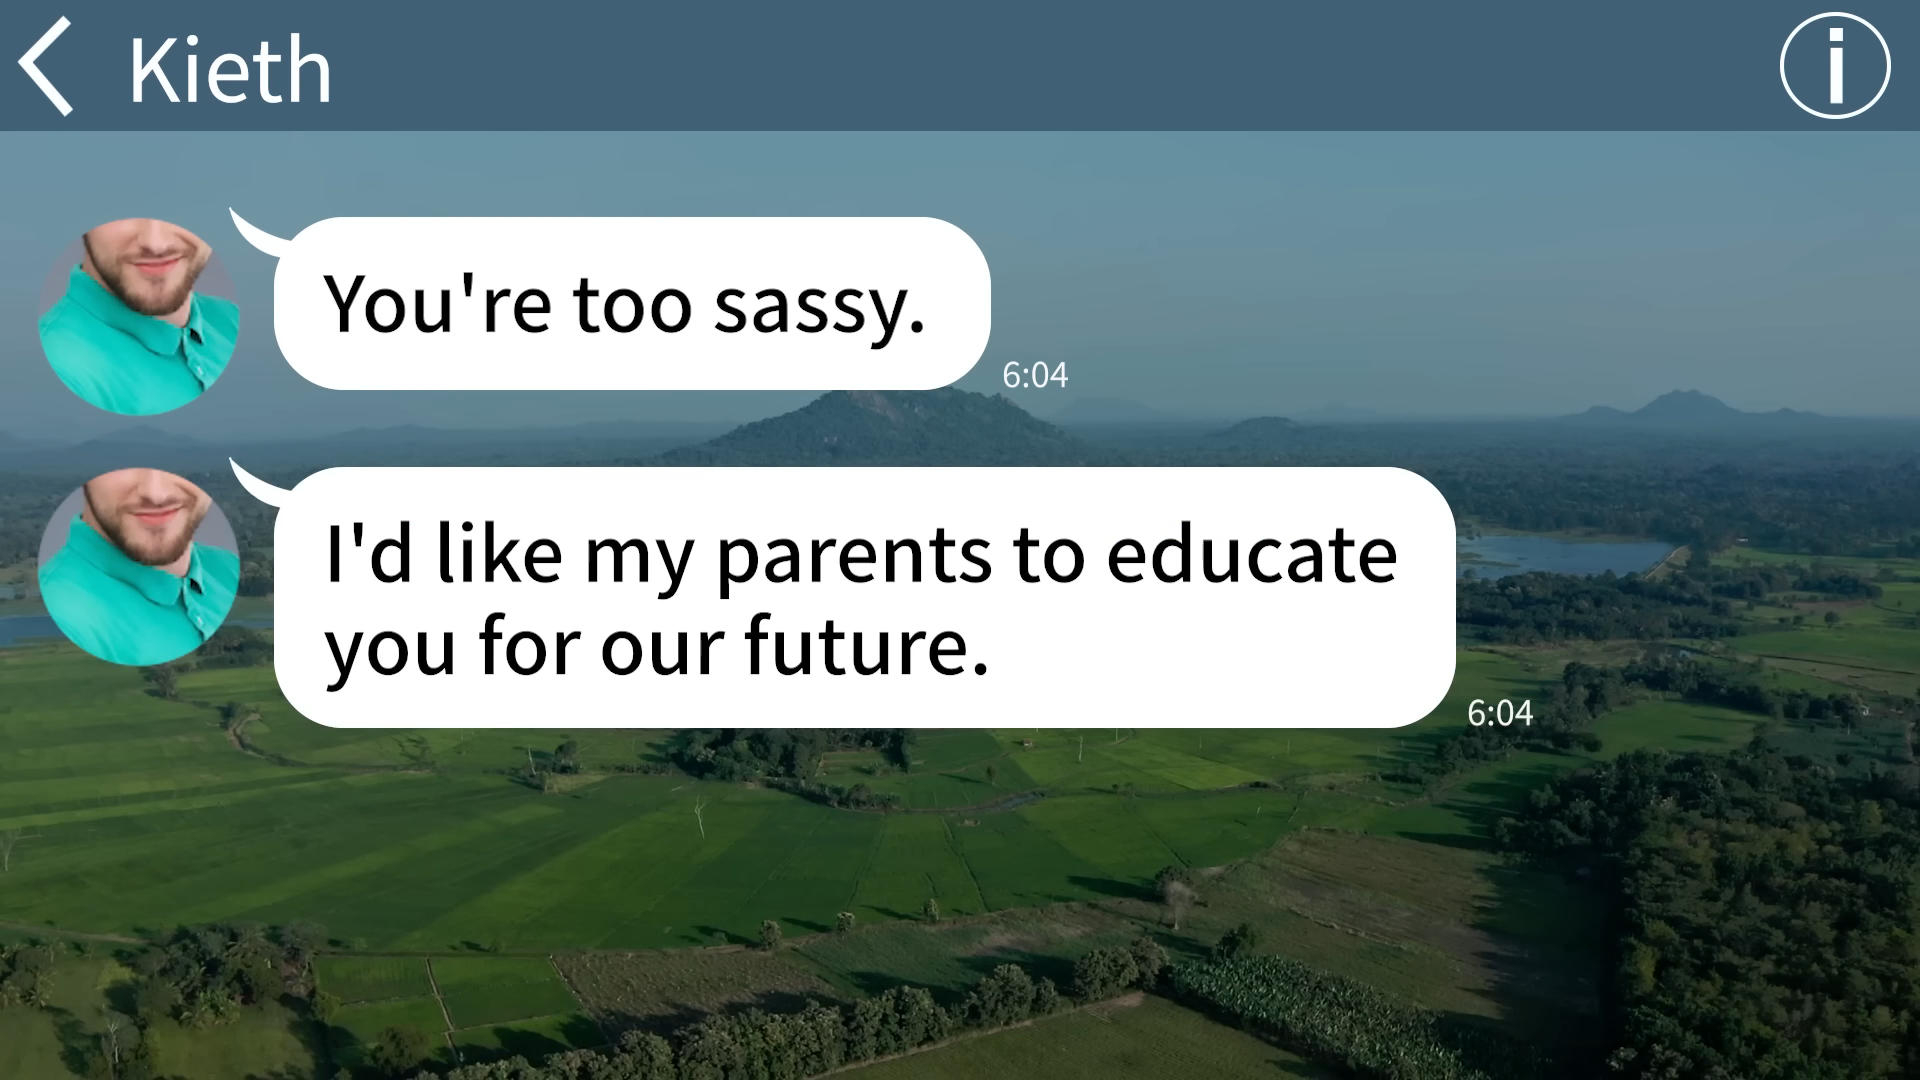 Kieth
You're too sassy.
6:04
I'd like my parents to educate
you for our future.
6:04